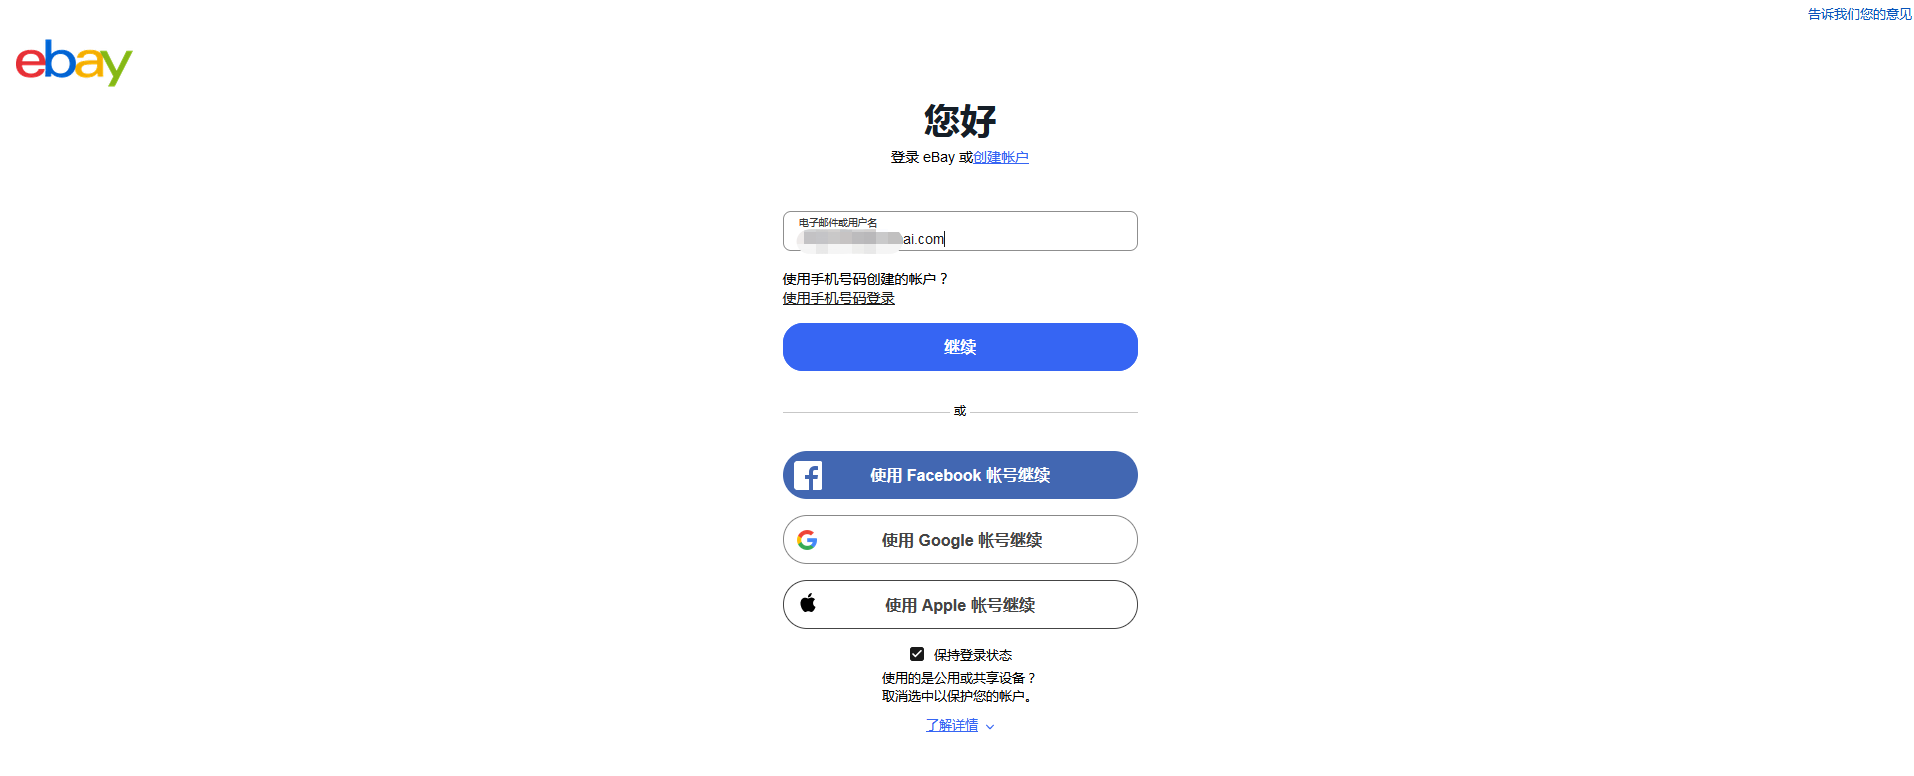 告诉我们您的意见
ebay
您好
登录 eBay 或创建帐户
电子邮件或用户名
ai.com
使用手机号码创建的帐户？
使用手机号码登录
继续
或
使用 Facebook 帐号继续
使用 Google 帐号继续
使用 Apple 帐号继续
保持登录状态
使用的是公用或共享设备？
取消选中以保护您的帐户。
了解详情